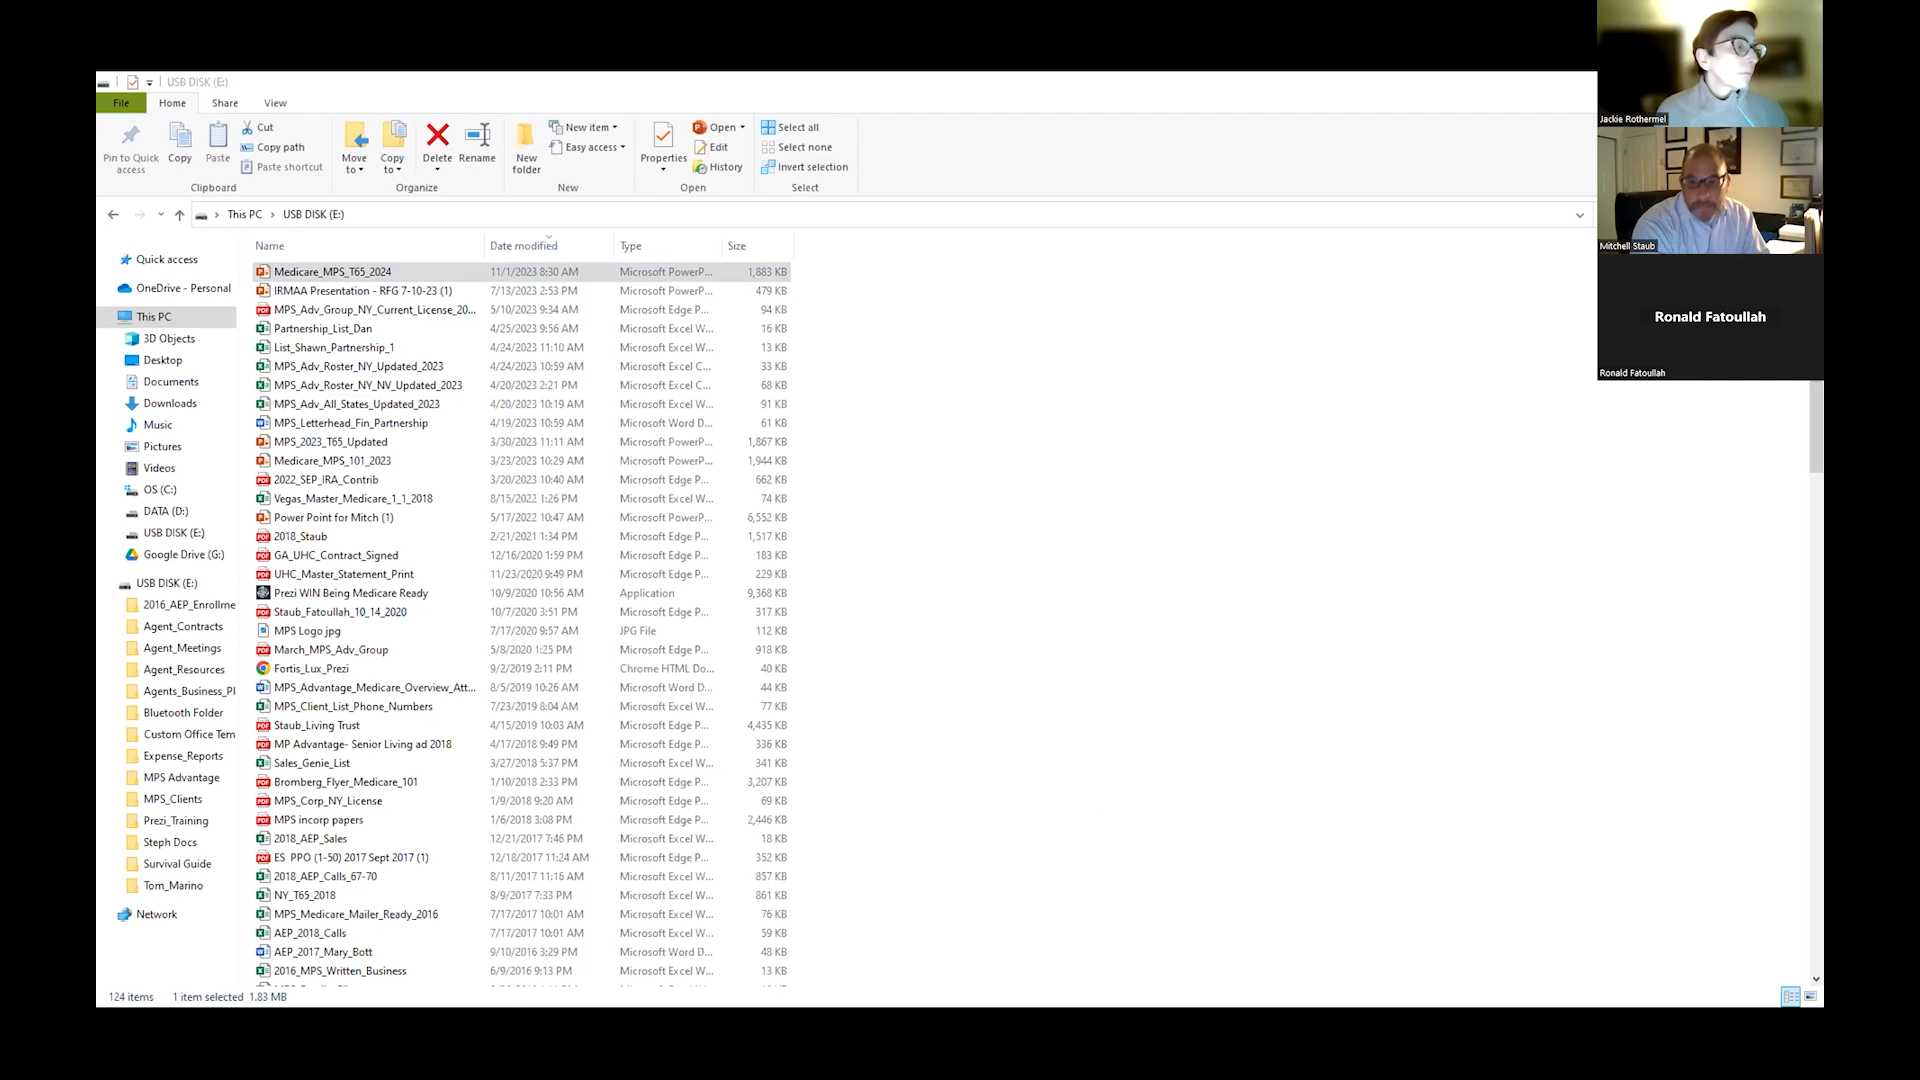 USB DISK (E:)
File Home Share View
Pin to Quick access
Copy
Paste
Cut
Copy path
Paste shortcut
Clipboard
Move to
Copy to
Delete
Rename
Organize
New folder
New item
Easy access
New
Properties
Open
Edit
History
Open
Select all
Select none
Invert selection
Select
This PC > USB DISK (E:)
Quick access
OneDrive - Personal
This PC
3D Objects
Desktop
Documents
Downloads
Music
Pictures
Videos
OS (C:)
DATA (D:)
USB DISK (E:)
Google Drive (G:)
USB DISK (E:)
2016_AEP_Enrollme
Agent_Contracts
Agent_Meetings
Agent_Resources
Agents_Business_Pl
Bluetooth Folder
Custom Office Tem
Expense_Reports
MPS Advantage
MPS_Clients
Prezi_Training
Steph Docs
Survival Guide
Tom_Marino
Network
Name Date modified Type Size
Medicare_MPS_T65_2024 11/1/2023 8:30 AM Microsoft PowerP... 1,883 KB
IRMAA Presentation - RFG 7-10-23 (1) 7/13/2023 2:53 PM Microsoft PowerP... 479 KB
MPS_Adv_Group_NY_Current_License_20... 5/10/2023 9:34 AM Microsoft Edge P... 94 KB
Partnership_List_Dan 4/25/2023 9:56 AM Microsoft Excel W... 16 KB
List_Shawn_Partnership_1 4/24/2023 11:10 AM Microsoft Excel W... 13 KB
MPS_Adv_Roster_NY_Updated_2023 4/24/2023 10:59 AM Microsoft Excel C... 33 KB
MPS_Adv_Roster_NY_NV_Updated_2023 4/20/2023 2:21 PM Microsoft Excel C... 68 KB
MPS_Adv_All_States_Updated_2023 4/20/2023 10:19 AM Microsoft Excel W... 91 KB
MPS_Letterhead_Fin_Partnership 4/19/2023 10:59 AM Microsoft Word D... 61 KB
MPS_2023_T65_Updated 3/30/2023 11:11 AM Microsoft PowerP... 1,867 KB
Medicare_MPS_101_2023 3/23/2023 10:29 AM Microsoft PowerP... 1,944 KB
2022_SEP_IRA_Contrib 3/20/2023 10:40 AM Microsoft Edge P... 662 KB
Vegas_Master_Medicare_1_1_2018 8/15/2022 1:26 PM Microsoft Excel W... 74 KB
Power Point for Mitch (1) 5/17/2022 10:47 AM Microsoft PowerP... 6,552 KB
2018_Staub 2/21/2021 1:34 PM Microsoft Edge P... 1,517 KB
GA_UHC_Contract_Signed 12/16/2020 1:59 PM Microsoft Edge P... 183 KB
UHC_Master_Statement_Print 11/23/2020 9:49 PM Microsoft Edge P... 229 KB
Prezi WIN Being Medicare Ready 10/9/2020 10:56 AM Application 9,368 KB
Staub_Fatoullah_10_14_2020 10/7/2020 3:51 PM Microsoft Edge P... 317 KB
MPS Logo jpg 7/17/2020 9:57 AM JPG File 112 KB
March_MPS_Adv_Group 5/8/2020 1:25 PM Microsoft Edge P... 918 KB
Fortis_Lux_Prezi 9/2/2019 2:11 PM Chrome HTML Do... 40 KB
MPS_Advantage_Medicare_Overview_Att... 8/5/2019 10:26 AM Microsoft Word D... 44 KB
MPS_Client_List_Phone_Numbers 7/23/2019 8:04 AM Microsoft Excel W... 77 KB
Staub_Living Trust 4/15/2019 10:03 AM Microsoft Edge P... 4,435 KB
MP Advantage- Senior Living ad 2018 4/17/2018 9:49 PM Microsoft Edge P... 336 KB
Sales_Genie_List 3/27/2018 5:37 PM Microsoft Excel W... 341 KB
Bromberg_Flyer_Medicare_101 1/10/2018 2:33 PM Microsoft Edge P... 3,207 KB
MPS_Corp_NY_License 1/9/2018 9:20 AM Microsoft Edge P... 69 KB
MPS incorp papers 1/6/2018 3:08 PM Microsoft Edge P... 2,446 KB
2018_AEP_Sales 12/21/2017 7:46 PM Microsoft Excel W... 18 KB
ES PPO (1-50) 2017 Sept 2017 (1) 12/18/2017 11:24 AM Microsoft Edge P... 352 KB
2018_AEP_Calls_67-70 8/11/2017 11:16 AM Microsoft Excel W... 857 KB
NY_T65_2018 8/9/2017 7:33 PM Microsoft Excel W... 861 KB
MPS_Medicare_Mailer_Ready_2016 7/17/2017 10:01 AM Microsoft Excel W... 76 KB
AEP_2018_Calls 7/17/2017 10:01 AM Microsoft Excel W... 59 KB
AEP_2017_Mary_Bott 9/10/2016 3:29 PM Microsoft Word D... 48 KB
2016_MPS_Written_Business 6/9/2016 9:13 PM Microsoft Excel W... 13 KB
124 items 1 item selected 1.83 MB
Jackie Rothermel
Mitchell Staub
Ronald Fatoullah
Ronald Fatoullah